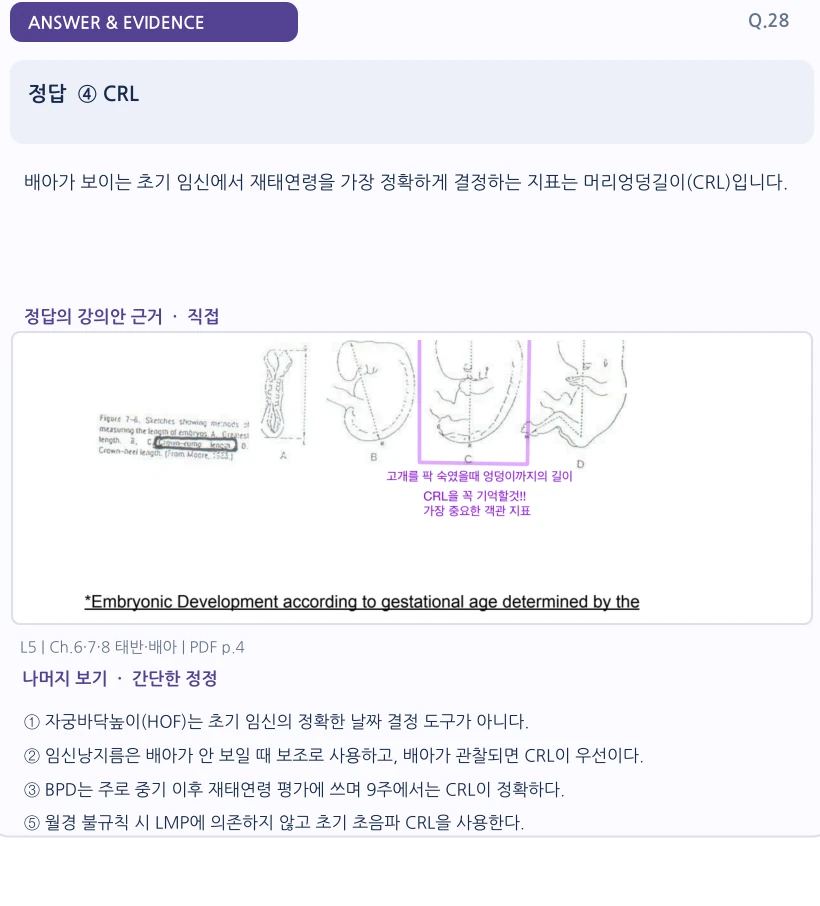 ANSWER & EVIDENCE
Q.28
정답 ④ CRL
배아가 보이는 초기 임신에서 재태연령을 가장 정확하게 결정하는 지표는 머리엉덩길이(CRL)입니다.
정답의 강의안 근거 · 직접
Figure 7-6. Sketches showing methods of
measuring the length of embryos. A, Greatest
length. B, C, Crown-rump length. D,
Crown-heel length. (From Moore,
A
B
C
D
고개를 팍 숙였을때 엉덩이까지의 길이
CRL을 꼭 기억할것!!
가장 중요한 객관 지표
*Embryonic Development according to gestational age determined by the
L5 | Ch.6·7·8 태반·배아 | PDF p.4
나머지 보기 · 간단한 정정
① 자궁바닥높이(HOF)는 초기 임신의 정확한 날짜 결정 도구가 아니다.
② 임신낭지름은 배아가 안 보일 때 보조로 사용하고, 배아가 관찰되면 CRL이 우선이다.
③ BPD는 주로 중기 이후 재태연령 평가에 쓰며 9주에서는 CRL이 정확하다.
⑤ 월경 불규칙 시 LMP에 의존하지 않고 초기 초음파 CRL을 사용한다.